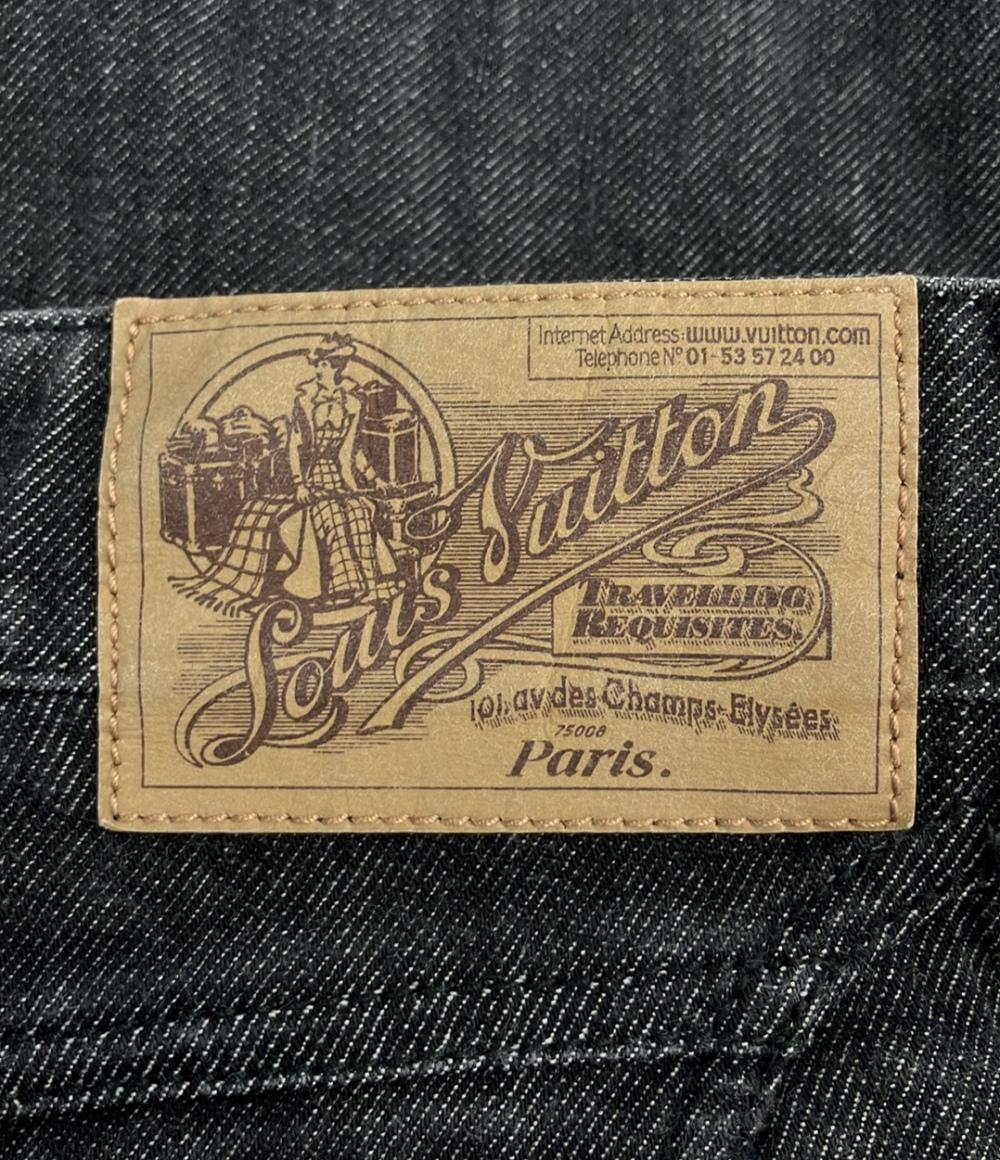 Internet Address:www.vuitton.com
Telephone N° 01-53 57 24 00
Louis Vuitton
TRAVELLING
REQUISITES.
101, av des Champs-Elysées
75008
Paris.